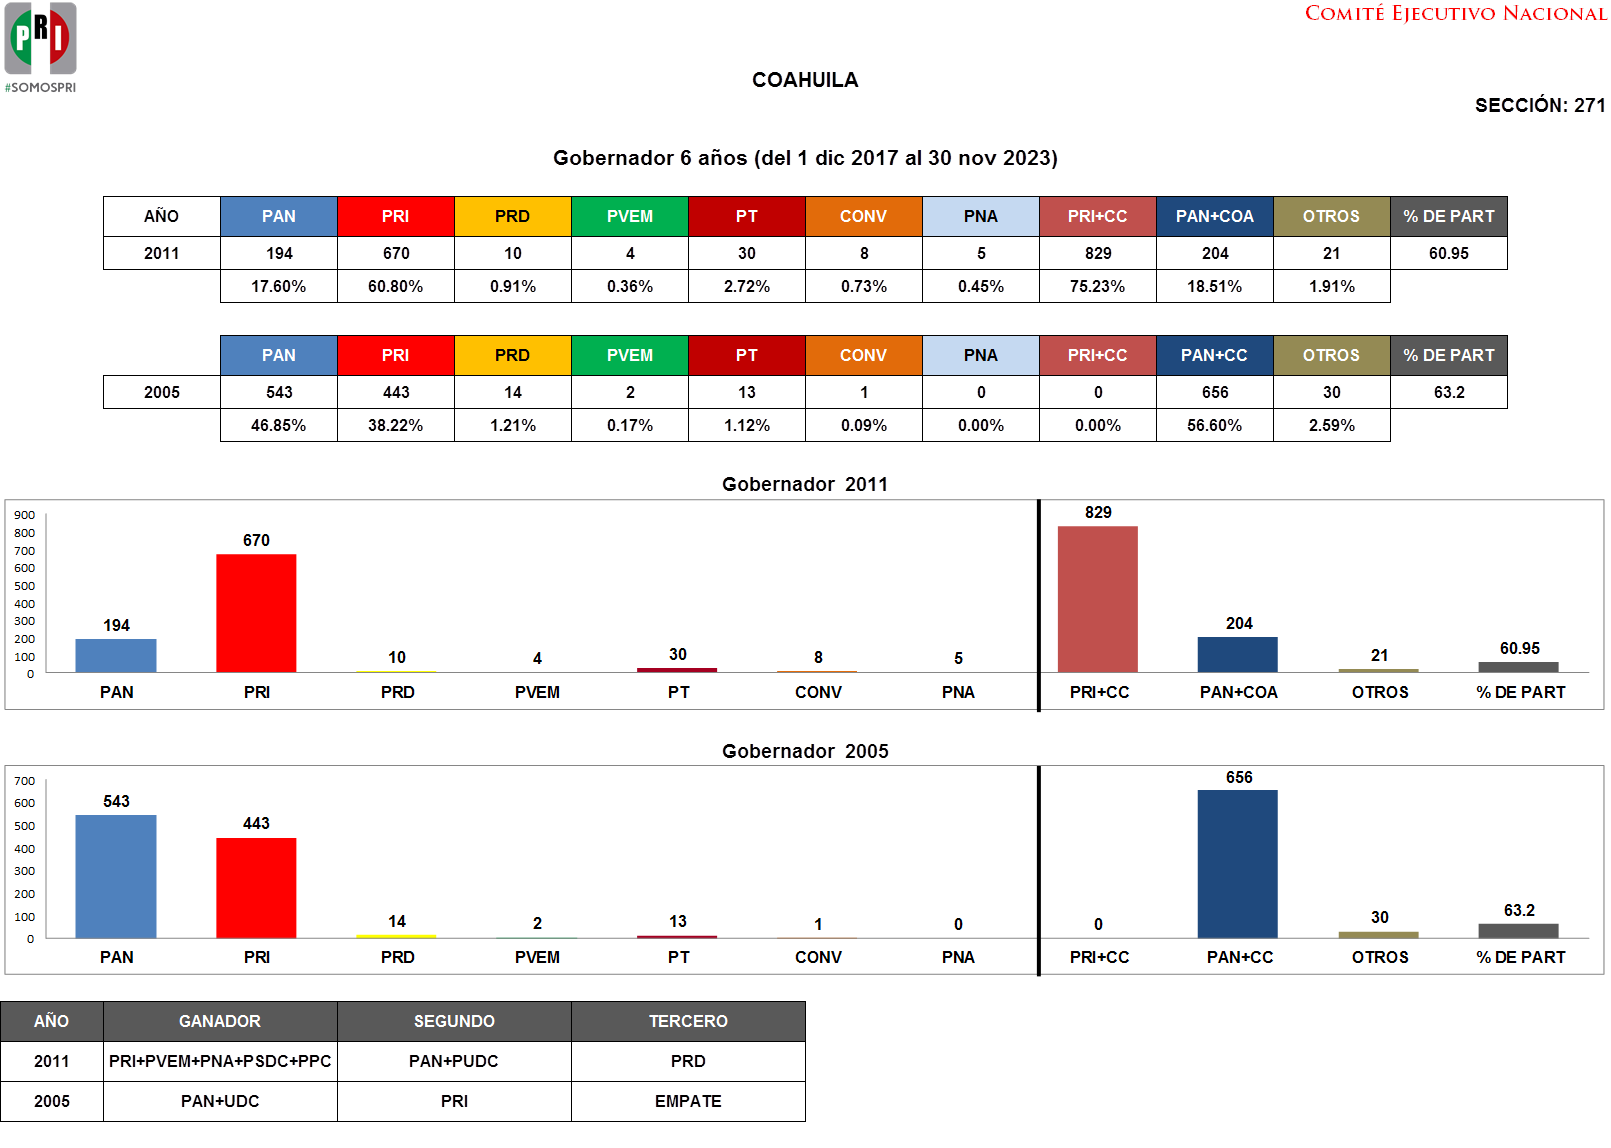 PRI
#SOMOSPRI
COMITÉ EJECUTIVO NACIONAL
COAHUILA
SECCIÓN: 271
Gobernador 6 años (del 1 dic 2017 al 30 nov 2023)
AÑO PAN PRI PRD PVEM PT CONV PNA PRI+CC PAN+COA OTROS % DE PART
2011 194 670 10 4 30 8 5 829 204 21 60.95
17.60% 60.80% 0.91% 0.36% 2.72% 0.73% 0.45% 75.23% 18.51% 1.91%
PAN PRI PRD PVEM PT CONV PNA PRI+CC PAN+CC OTROS % DE PART
2005 543 443 14 2 13 1 0 0 656 30 63.2
46.85% 38.22% 1.21% 0.17% 1.12% 0.09% 0.00% 0.00% 56.60% 2.59%
Gobernador 2011
900
800
700
600
500
400
300
200
100
0
194 670 10 4 30 8 5 829 204 21 60.95
PAN PRI PRD PVEM PT CONV PNA PRI+CC PAN+COA OTROS % DE PART
Gobernador 2005
700
600
500
400
300
200
100
0
543 443 14 2 13 1 0 0 656 30 63.2
PAN PRI PRD PVEM PT CONV PNA PRI+CC PAN+CC OTROS % DE PART
AÑO GANADOR SEGUNDO TERCERO
2011 PRI+PVEM+PNA+PSDC+PPC PAN+PUDC PRD
2005 PAN+UDC PRI EMPATE